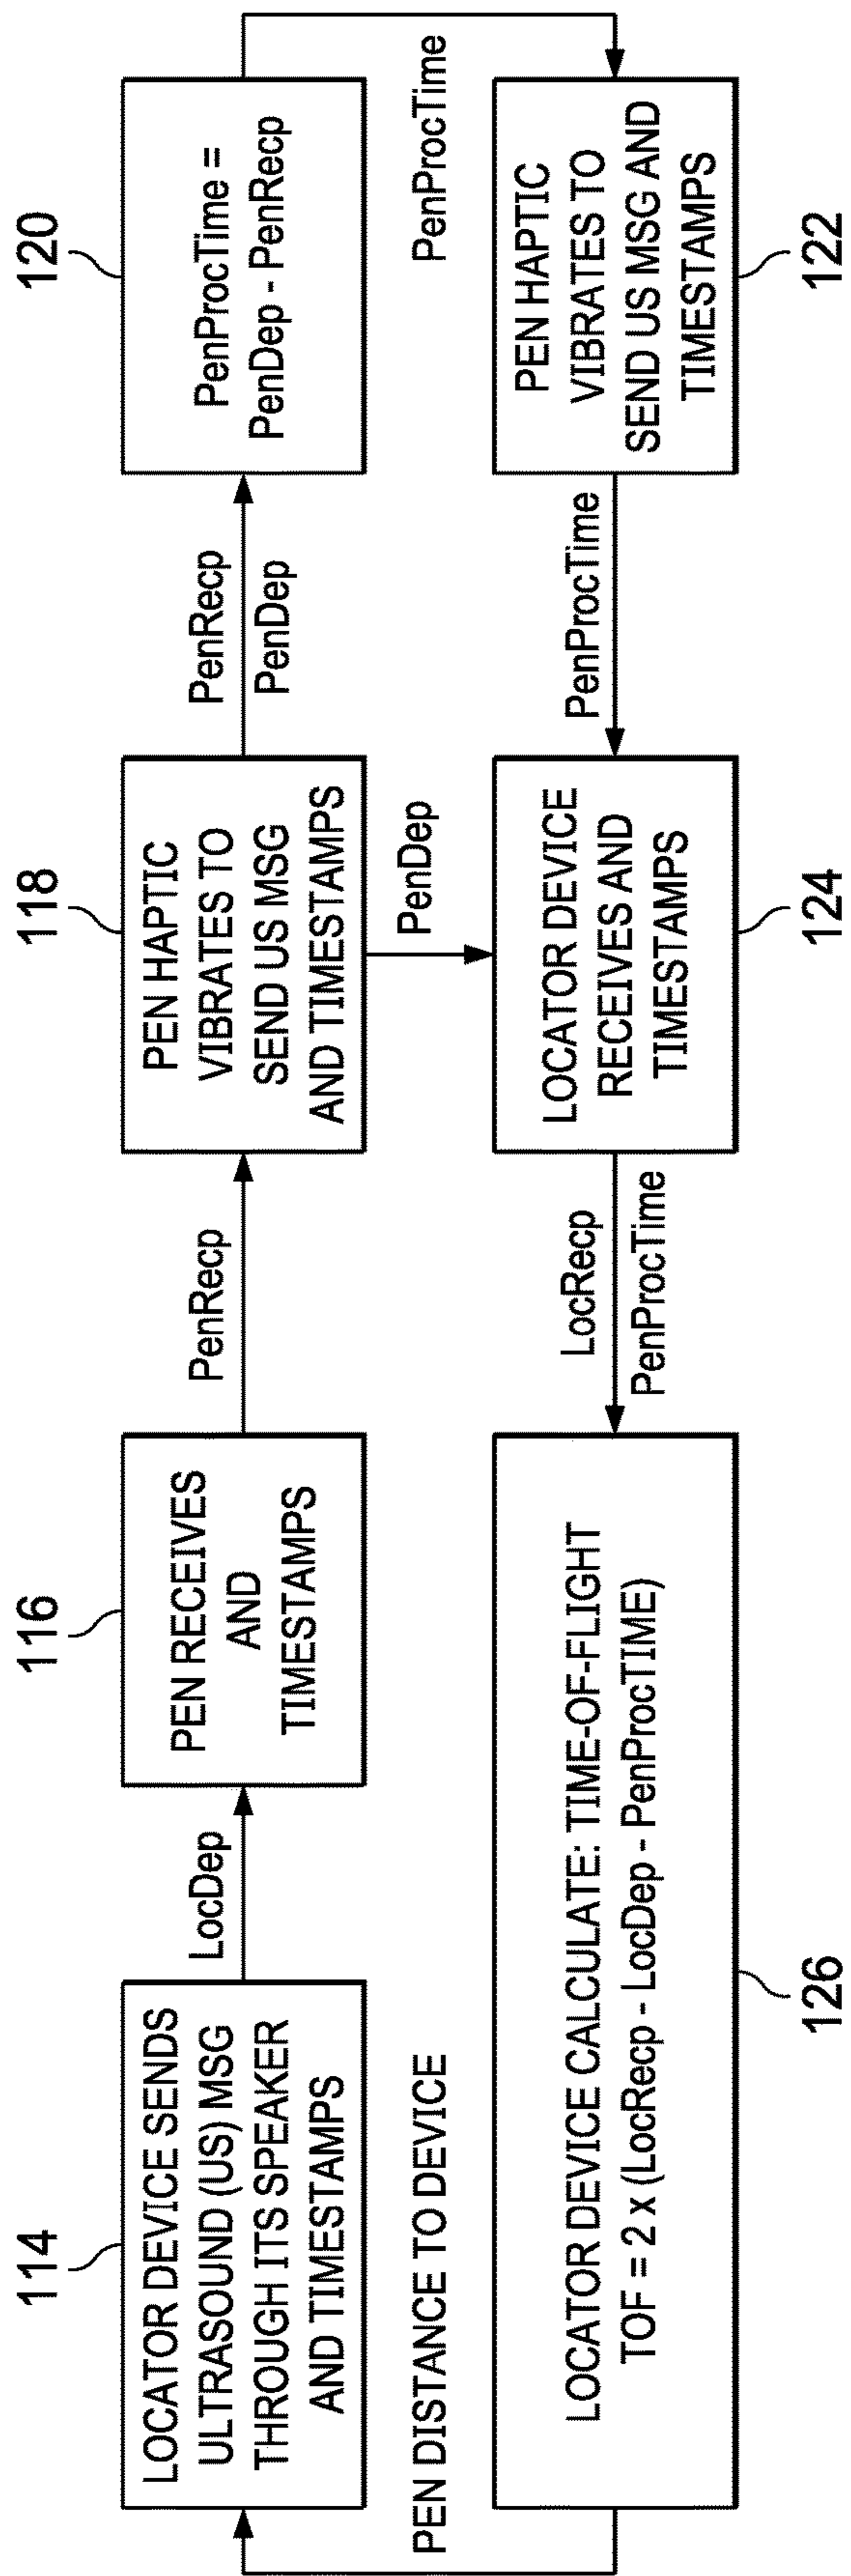 114
LOCATOR DEVICE SENDS
ULTRASOUND (US) MSG
THROUGH ITS SPEAKER
AND TIMESTAMPS
LocDep
116
PEN RECEIVES
AND
TIMESTAMPS
PenRecp
118
PEN HAPTIC
VIBRATES TO
SEND US MSG
AND TIMESTAMPS
PenRecp
PenDep
120
PenProcTime =
PenDep - PenRecp
PenProcTime
PenDep
PEN DISTANCE TO DEVICE
PEN HAPTIC
VIBRATES TO
SEND US MSG AND
TIMESTAMPS
122
PenProcTime
LOCATOR DEVICE
RECEIVES AND
TIMESTAMPS
124
LocRecp
PenProcTime
LOCATOR DEVICE CALCULATE: TIME-OF-FLIGHT
TOF = 2 x (LocRecp - LocDep - PenProcTIME)
126